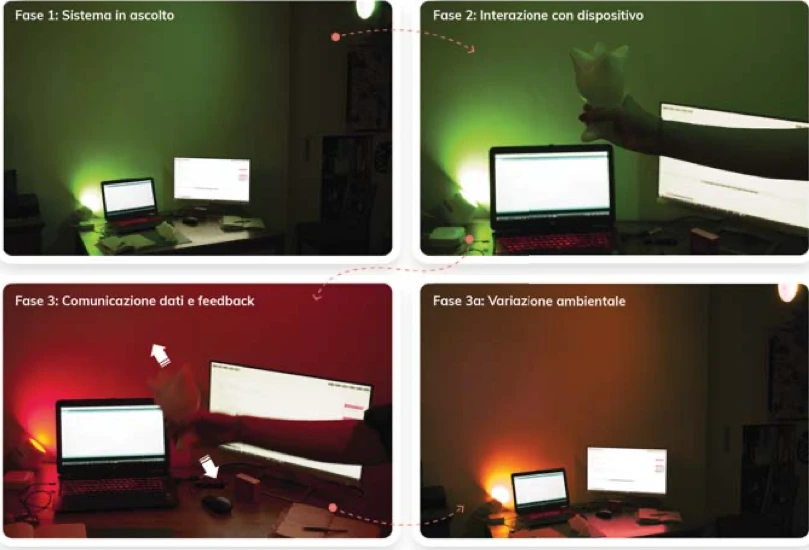 Fase 1: Sistema in ascolto
Fase 2: Interazione con dispositivo
Fase 3: Comunicazione dati e feedback
Fase 3a: Variazione ambientale